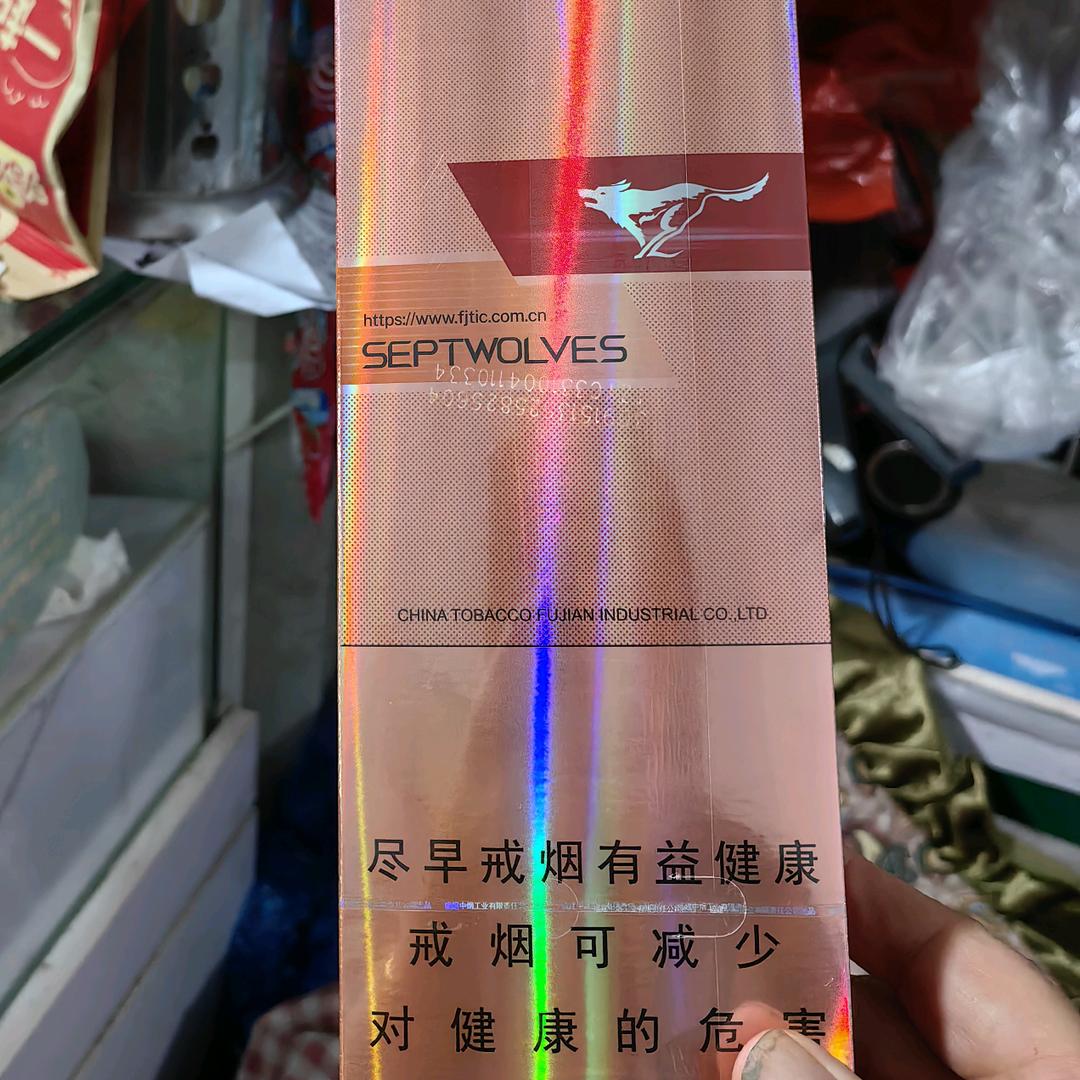 https://www.fjtic.com.cn
SEPTWOLVES
CHINA TOBACCO FUJIAN INDUSTRIAL CO.,LTD.
尽早戒烟有益健康
戒烟可减少
对健康的危害